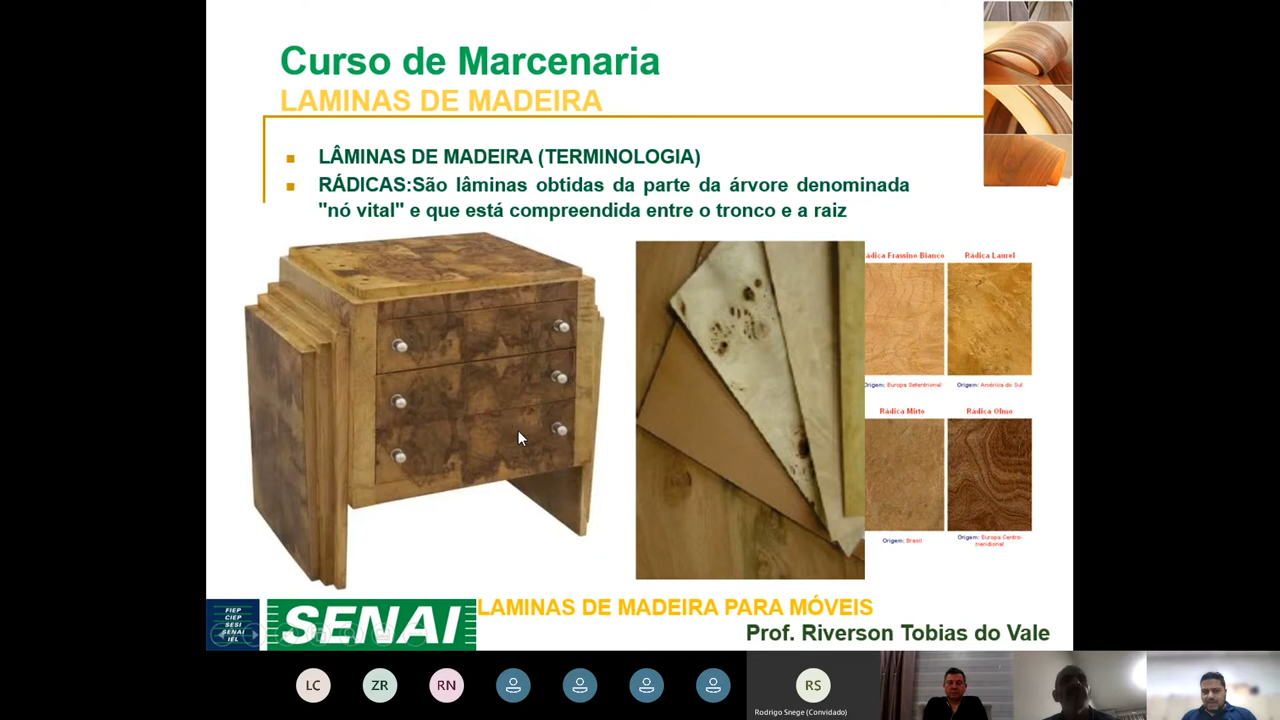 Curso de Marcenaria
LAMINAS DE MADEIRA
LÂMINAS DE MADEIRA (TERMINOLOGIA)
RÁDICAS:São lâminas obtidas da parte da árvore denominada
"nó vital" e que está compreendida entre o tronco e a raiz
ádica Frassino Bianco
Rádica Laurel
Origem: Europa Setentrional
Origem: América do Sul
Rádica Mirto
Rádica Olmo
Origem: Brasil
Origem: Europa Centro-
meridional
FIEP
CIEP
SESI
SENAI
IEL
SENAI
LAMINAS DE MADEIRA PARA MÓVEIS
Prof. Riverson Tobias do Vale
LC
ZR
RN
RS
Rodrigo Snege (Convidado)